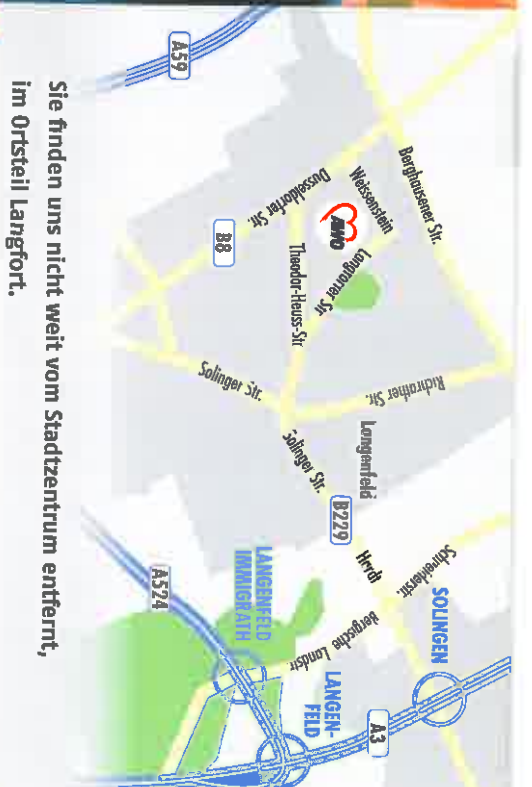 A59
Berghausener Str.
Weissenstein
Düsseldorfer Str.
AWO
Langforter Str
B8
Theodor-Heuss-Str
Solinger Str.
Richrather Str.
Langenfeld
Solinger Str.
B229
Hardt
Schneiderstr.
SOLINGEN
Bergische Landstr.
LANGENFELD
IMMIGRATH
A524
LANGEN-
FELD
A3
Sie finden uns nicht weit vom Stadtzentrum entfernt,
im Ortsteil Langfort.